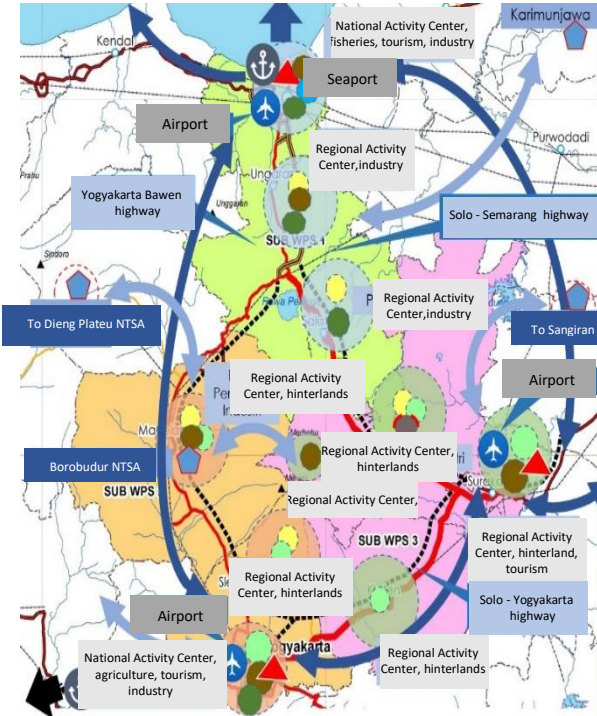 National Activity Center,
fisheries, tourism, industry
Karimunjawa
Kendal
Seaport
Airport
Purwodadi
Regional Activity
Center,industry
Ungaran
Yogyakarta Bawen
highway
Ungaran
Solo - Semarang highway
SUB WPS 1
Sindoro
Regional Activity
Center,industry
To Dieng Plateu NTSA
To Sangiran
Regional Activity
Center, hinterlands
Airport
Regional Activity Center,
hinterlands
Borobudur NTSA
SUB WPS
Regional Activity Center,
SUB WPS 3
Regional Activity
Center, hinterland,
tourism
Regional Activity
Center, hinterlands
Solo - Yogyakarta
highway
Airport
National Activity Center,
agriculture, tourism,
industry
Yogyakarta
Regional Activity
Center, hinterlands